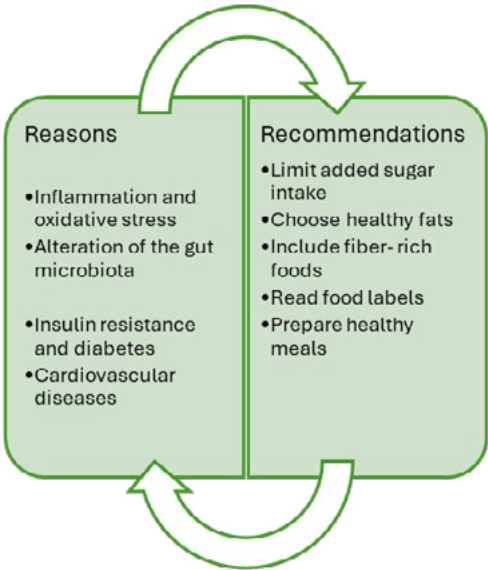 Reasons
•Inflammation and
oxidative stress
•Alteration of the gut
microbiota
•Insulin resistance
and diabetes
•Cardiovascular
diseases
Recommendations
•Limit added sugar
intake
•Choose healthy fats
•Include fiber- rich
foods
•Read food labels
•Prepare healthy
meals